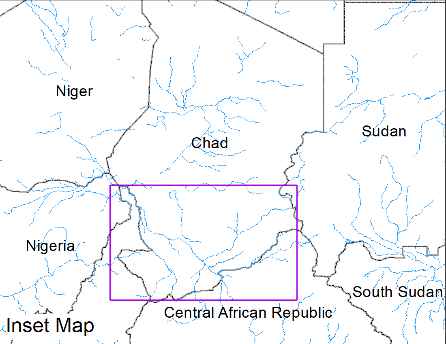 Niger
Chad
Sudan
Nigeria
South Sudan
Central African Republic
Inset Map